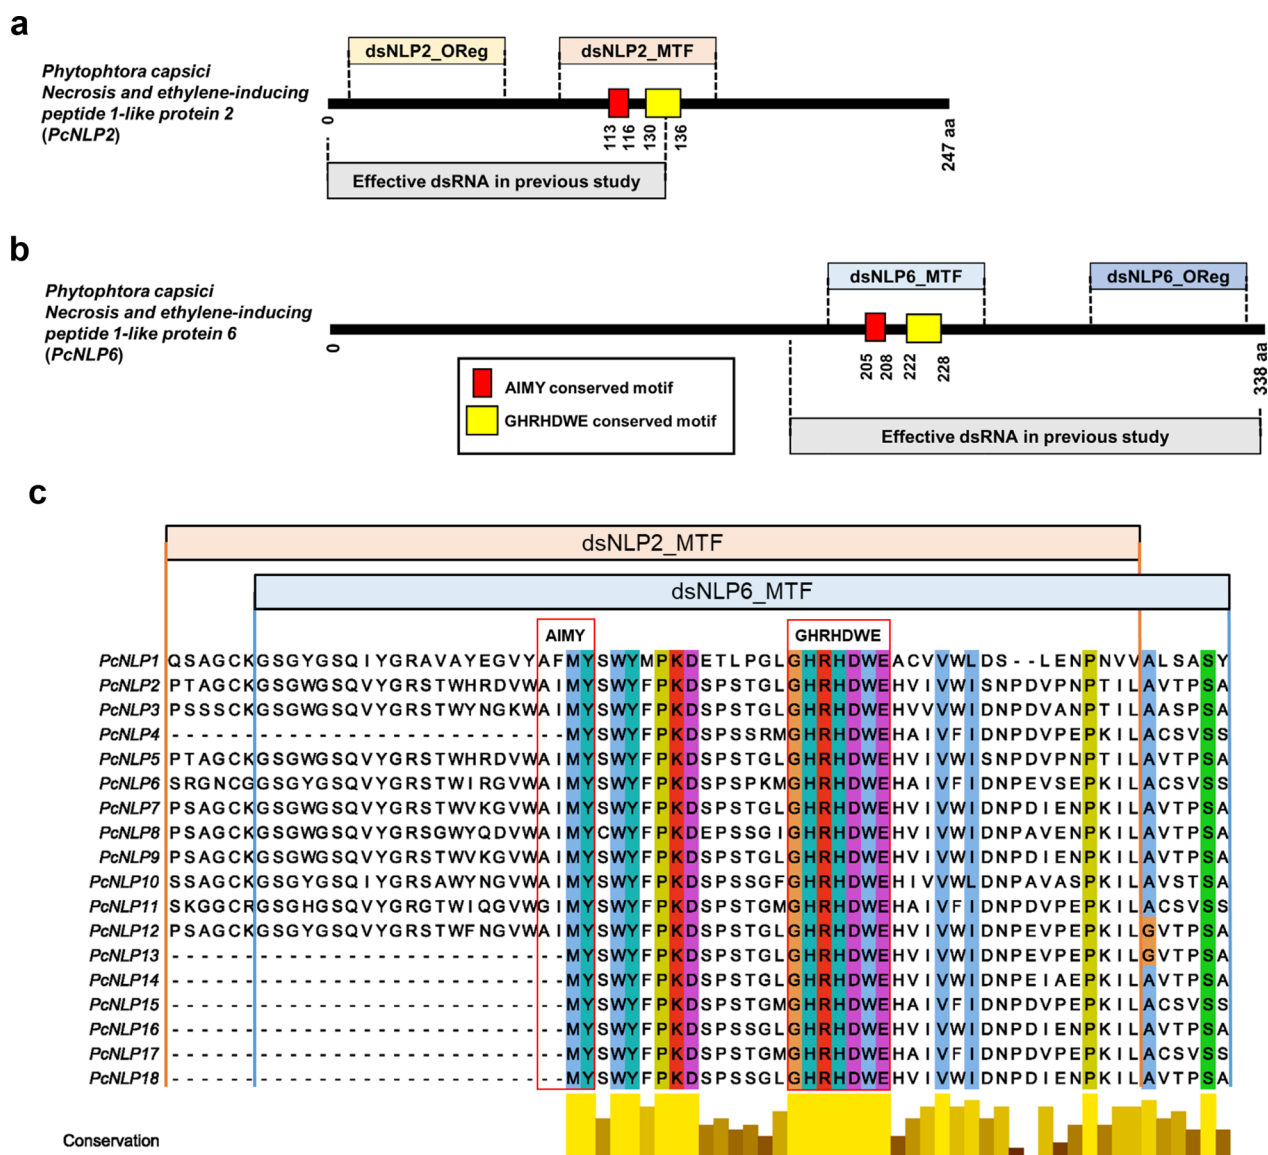 a
dsNLP2_OReg
dsNLP2_MTF
Phytophtora capsici
Necrosis and ethylene-inducing
peptide 1-like protein 2
(PcNLP2)
0
113
116
130
136
247 aa
Effective dsRNA in previous study
b
dsNLP6_MTF
dsNLP6_OReg
Phytophtora capsici
Necrosis and ethylene-inducing
peptide 1-like protein 6
(PcNLP6)
0
205
208
222
228
338 aa
AIMY conserved motif
GHRHDWE conserved motif
Effective dsRNA in previous study
c
dsNLP2_MTF
dsNLP6_MTF
AIMY
GHRHDWE
PcNLP1 QSAGCKGSGYGSQIYGRAVAYEGVYAFMYSWYMPKDETLPGLGHRHDWEACVVWLDS--LENPNVVALSASY
PcNLP2 PTAGCKGSGWGSQVYGRSTWHRDVWAIMYSWYFPKDSPSTGLGHRHDWEHVIVWISNPDVPNPTILAVTPSA
PcNLP3 PSSSCKGSGWGSQVYGRSTWYNGKWAIMYSWYFPKDSPSTGLGHRHDWEHVVVWIDNPDVANPTILAASPSA
PcNLP4 ---------------------------MYSWYFPKDSPSSRMGHRHDWEHAIVFIDNPDVPEPKILACSVSS
PcNLP5 PTAGCKGSGWGSQVYGRSTWHRDVWAIMYSWYFPKDSPSTGLGHRHDWEHVIVWISNPDVPNPTILAVTPSA
PcNLP6 SRGNCGGSGYGSQVYGRSTWIRGVWAIMYSWYFPKDSPSPKMGHRHDWEHAIVFIDNPEVSEPKILACSVSS
PcNLP7 PSAGCKGSGWGSQVYGRSTWVKGVWAIMYSWYFPKDSPSTGLGHRHDWEHVIVWIDNPDIENPKILAVTPSA
PcNLP8 PSAGCKGSGWGSQVYGRSGWYQDVWAIMYCWYFPKDEPSSGIGHRHDWEHVIVWIDNPAVENPKILAVTPSA
PcNLP9 PSAGCKGSGWGSQVYGRSTWVKGVWAIMYSWYFPKDSPSTGLGHRHDWEHVIVWIDNPDIENPKILAVTPSA
PcNLP10 SSAGCKGSGYGSQIYGRSAWYNGVWAIMYSWYFPKDSPSSGFGHRHDWEHIVVWLDNPAVASPKILAVSTSA
PcNLP11 SKGGCRGSGHGSQVYGRGTWIQGVWGIMYSWYFPKDSPSTGMGHRHDWEHAIVFIDNPDVPEPKILACSVSS
PcNLP12 PSAGCKGSGYGSQVYGRSTWFNGVWAIMYSWYFPKDSPSTGLGHRHDWEHVIVWIDNPDVPEPKILGVTPSA
PcNLP13 ---------------------------MYSWYFPKDSPSTGLGHRHDWEHVIVWIDNPEVPEPKILGVTPSA
PcNLP14 ---------------------------MYSWYFPKDSPSTGLGHRHDWEHVIVWIDNPEIAEPKILAVTPSA
PcNLP15 ---------------------------MYSWYFPKDSPSTGMGHRHDWEHAIVFIDNPDVPEPKILACSVSS
PcNLP16 ---------------------------MYSWYFPKDSPSSGLGHRHDWEHVIVWIDNPDIENPKILAVTPSA
PcNLP17 ---------------------------MYSWYFPKDSPSTGMGHRHDWEHAIVFIDNPDVPEPKILACSVSS
PcNLP18 ---------------------------MYSWYFPKDSPSSGLGHRHDWEHVIVWIDNPDIENPKILAVTPSA
Conservation